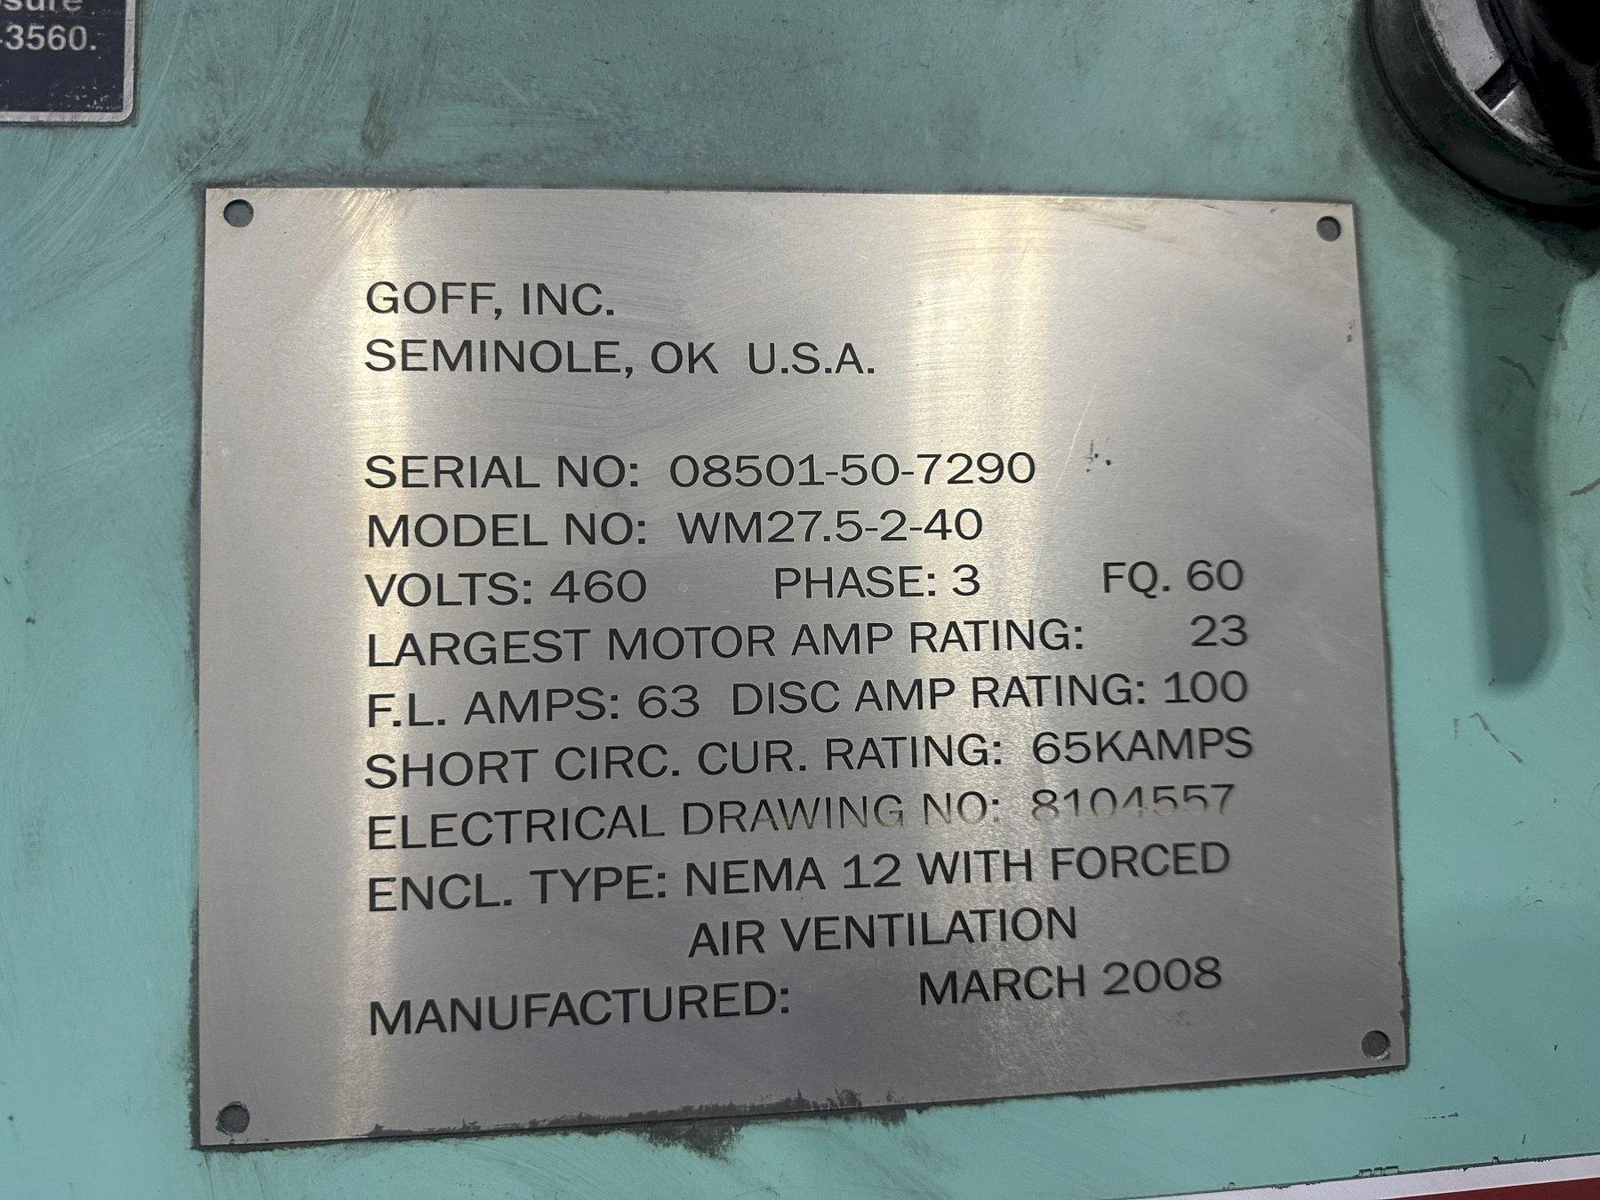 -3560.
GOFF, INC.
SEMINOLE, OK U.S.A.
SERIAL NO: 08501-50-7290
MODEL NO: WM27.5-2-40
VOLTS: 460 PHASE: 3 FQ. 60
LARGEST MOTOR AMP RATING: 23
F.L. AMPS: 63 DISC AMP RATING: 100
SHORT CIRC. CUR. RATING: 65KAMPS
ELECTRICAL DRAWING NO: 8104557
ENCL. TYPE: NEMA 12 WITH FORCED
AIR VENTILATION
MANUFACTURED: MARCH 2008